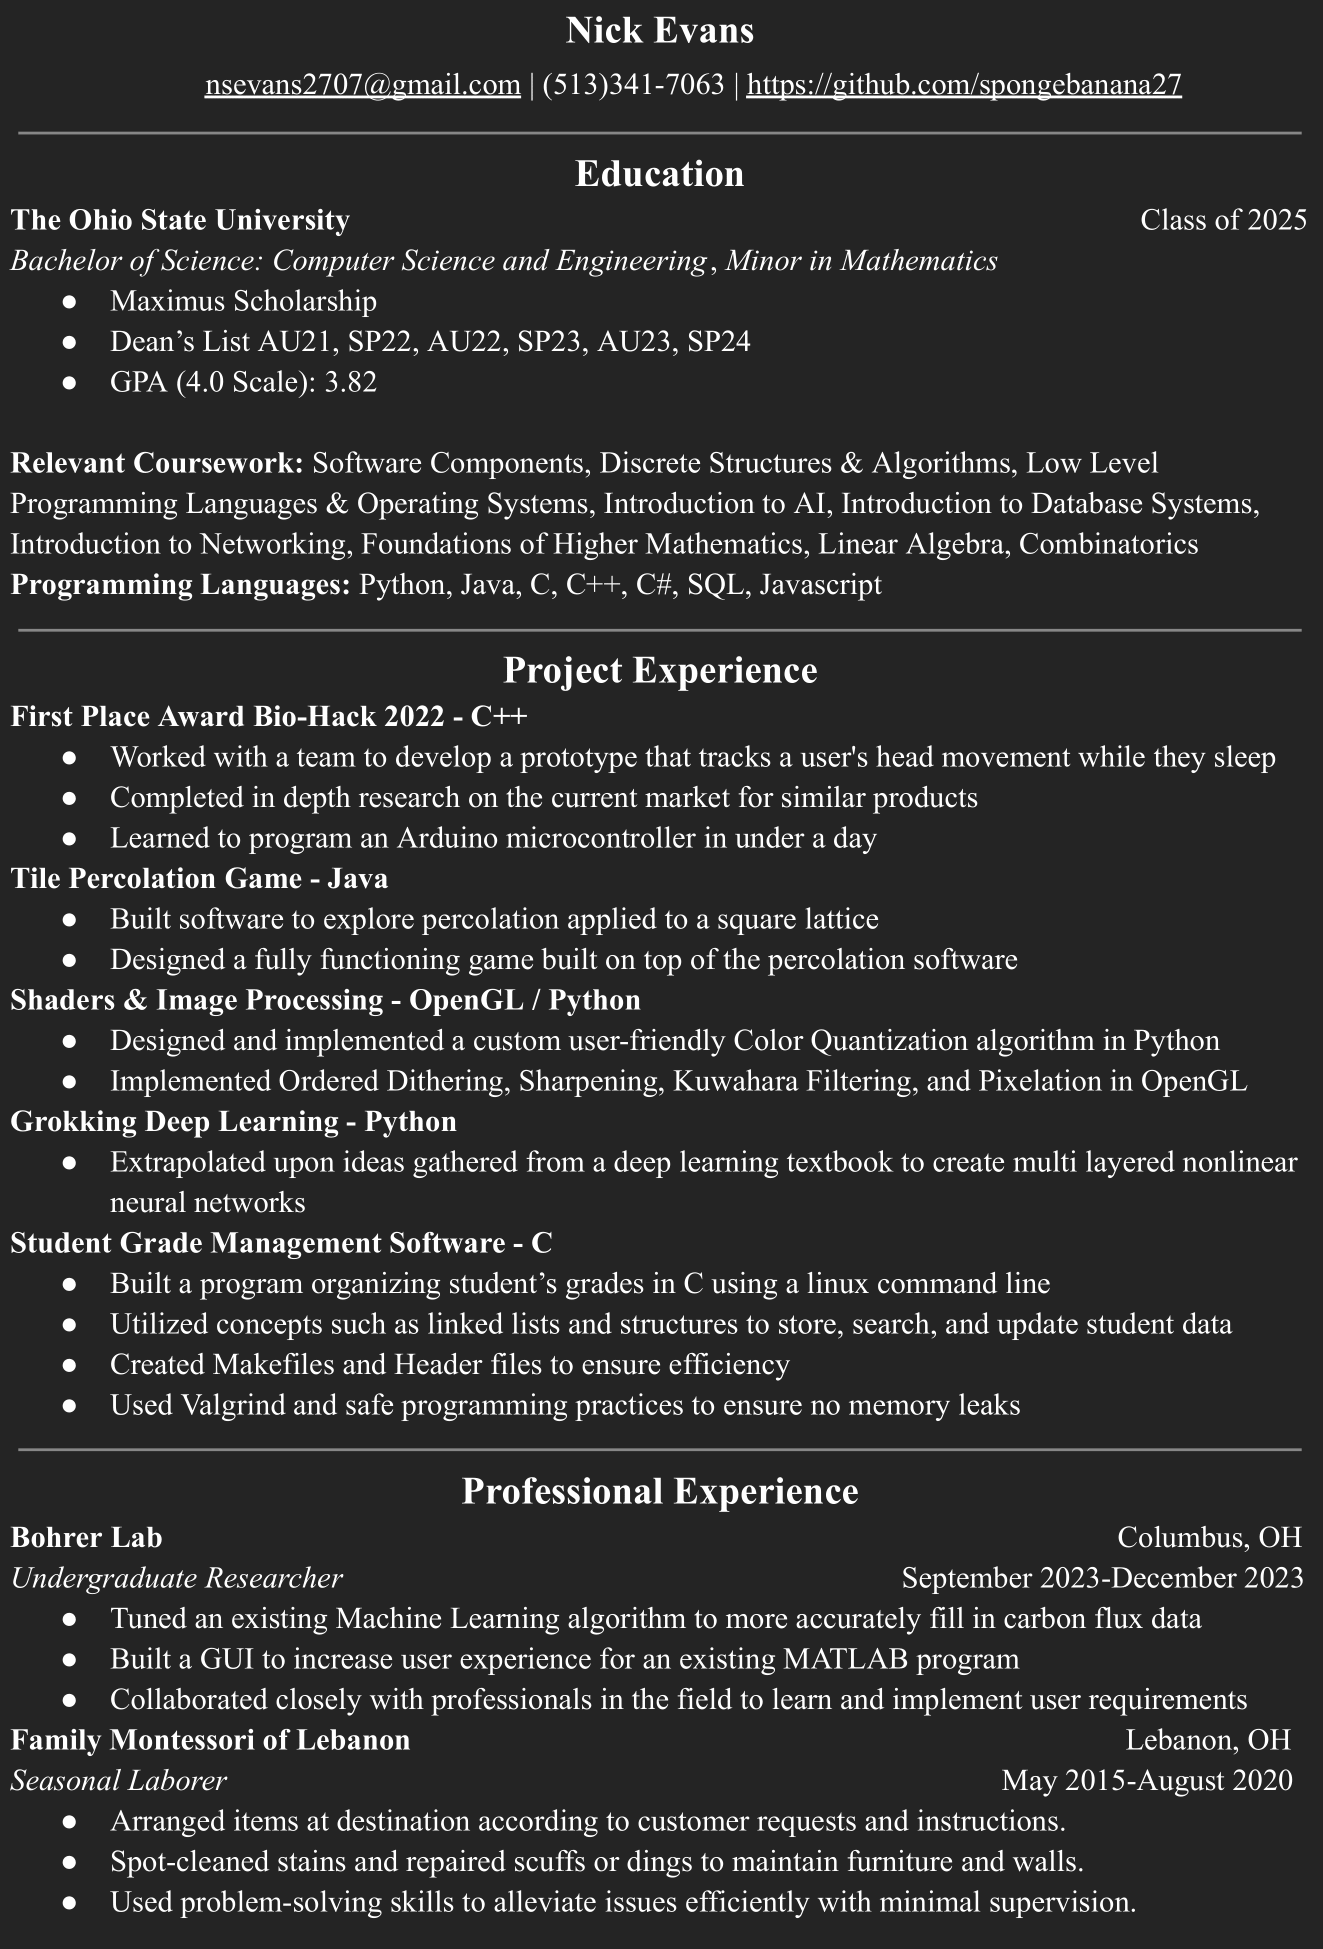 Nick Evans
nsevans2707@gmail.com | (513)341-7063 | https://github.com/spongebanana27
Education
The Ohio State University Class of 2025
Bachelor of Science: Computer Science and Engineering, Minor in Mathematics
● Maximus Scholarship
● Dean’s List AU21, SP22, AU22, SP23, AU23, SP24
● GPA (4.0 Scale): 3.82
Relevant Coursework: Software Components, Discrete Structures & Algorithms, Low Level
Programming Languages & Operating Systems, Introduction to AI, Introduction to Database Systems,
Introduction to Networking, Foundations of Higher Mathematics, Linear Algebra, Combinatorics
Programming Languages: Python, Java, C, C++, C#, SQL, Javascript
Project Experience
First Place Award Bio-Hack 2022 - C++
● Worked with a team to develop a prototype that tracks a user's head movement while they sleep
● Completed in depth research on the current market for similar products
● Learned to program an Arduino microcontroller in under a day
Tile Percolation Game - Java
● Built software to explore percolation applied to a square lattice
● Designed a fully functioning game built on top of the percolation software
Shaders & Image Processing - OpenGL / Python
● Designed and implemented a custom user-friendly Color Quantization algorithm in Python
● Implemented Ordered Dithering, Sharpening, Kuwahara Filtering, and Pixelation in OpenGL
Grokking Deep Learning - Python
● Extrapolated upon ideas gathered from a deep learning textbook to create multi layered nonlinear
neural networks
Student Grade Management Software - C
● Built a program organizing student’s grades in C using a linux command line
● Utilized concepts such as linked lists and structures to store, search, and update student data
● Created Makefiles and Header files to ensure efficiency
● Used Valgrind and safe programming practices to ensure no memory leaks
Professional Experience
Bohrer Lab Columbus, OH
Undergraduate Researcher September 2023-December 2023
● Tuned an existing Machine Learning algorithm to more accurately fill in carbon flux data
● Built a GUI to increase user experience for an existing MATLAB program
● Collaborated closely with professionals in the field to learn and implement user requirements
Family Montessori of Lebanon Lebanon, OH
Seasonal Laborer May 2015-August 2020
● Arranged items at destination according to customer requests and instructions.
● Spot-cleaned stains and repaired scuffs or dings to maintain furniture and walls.
● Used problem-solving skills to alleviate issues efficiently with minimal supervision.